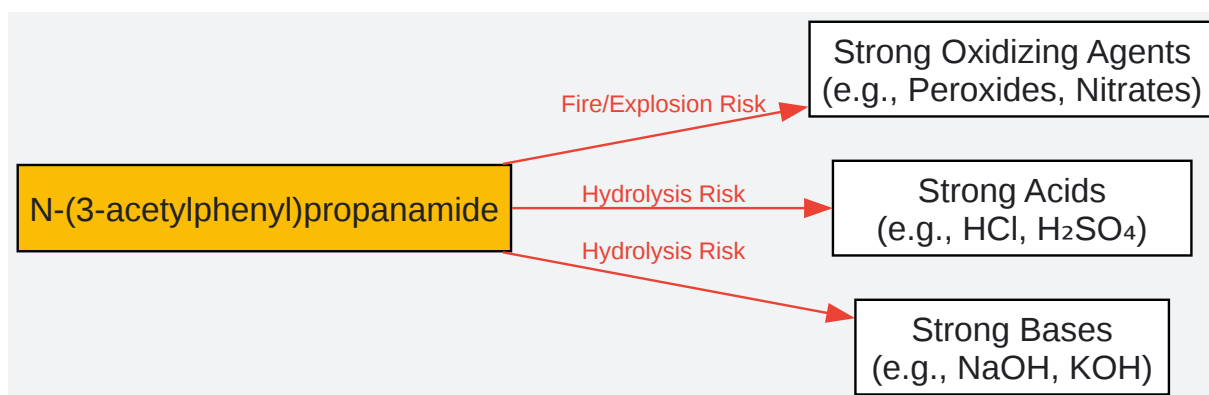 Strong Oxidizing Agents
(e.g., Peroxides, Nitrates)
Fire/Explosion Risk
N-(3-acetylphenyl)propanamide
Hydrolysis Risk
Strong Acids
(e.g., HCl, H₂SO₄)
Hydrolysis Risk
Strong Bases
(e.g., NaOH, KOH)